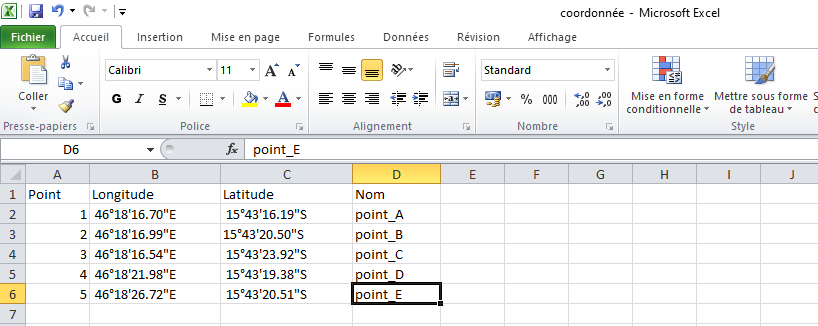 coordonnée - Microsoft Excel
Fichier Accueil Insertion Mise en page Formules Données Révision Affichage
Calibri 11 Standard
Coller
G I S A % 000 ,00 ,00
Mise en forme conditionnelle Mettre sous forme de tableau
Presse-papiers Police Alignement Nombre Style
D6 fx point_E
A B C D E F G H I J
1 Point Longitude Latitude Nom
2 1 46°18'16.70"E 15°43'16.19"S point_A
3 2 46°18'16.99"E 15°43'20.50"S point_B
4 3 46°18'16.54"E 15°43'23.92"S point_C
5 4 46°18'21.98"E 15°43'19.38"S point_D
6 5 46°18'26.72"E 15°43'20.51"S point_E
7